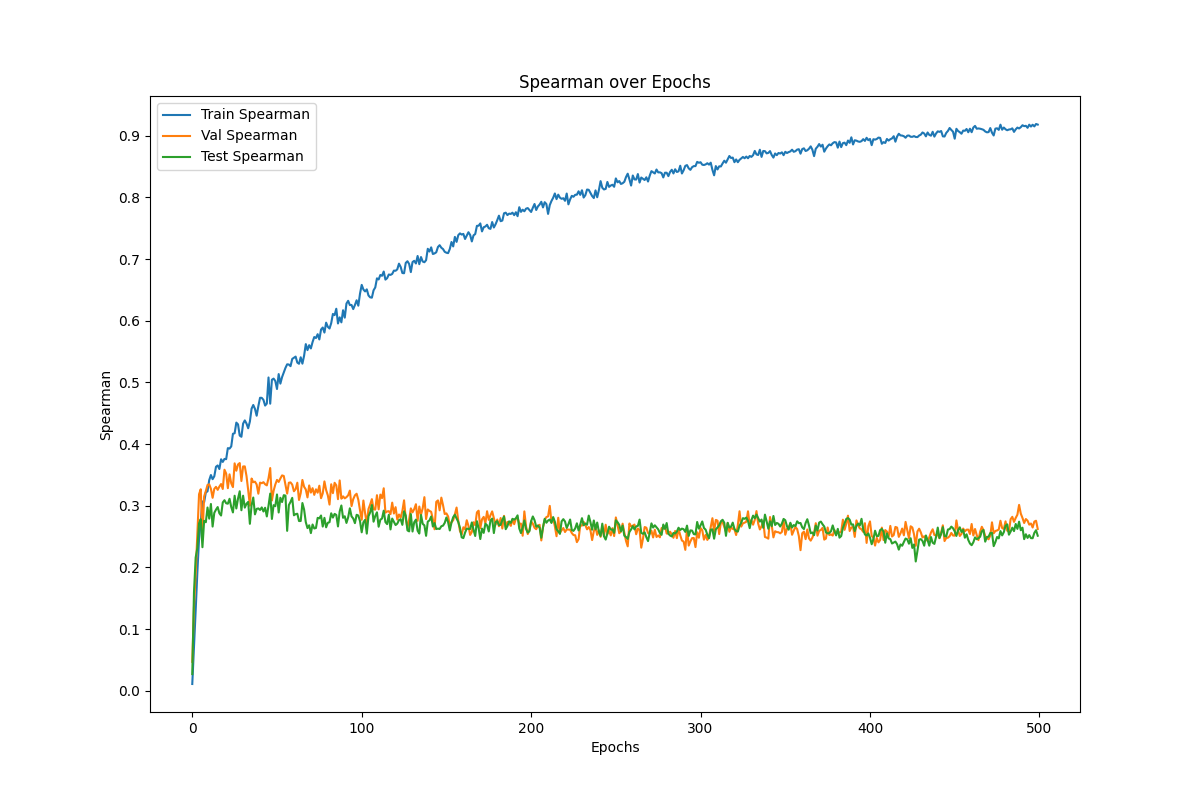 Spearman over Epochs
Train Spearman
Val Spearman
Test Spearman
0.9
0.8
0.7
0.6
0.5
0.4
0.3
0.2
0.1
0.0
Spearman
0 100 200 300 400 500
Epochs